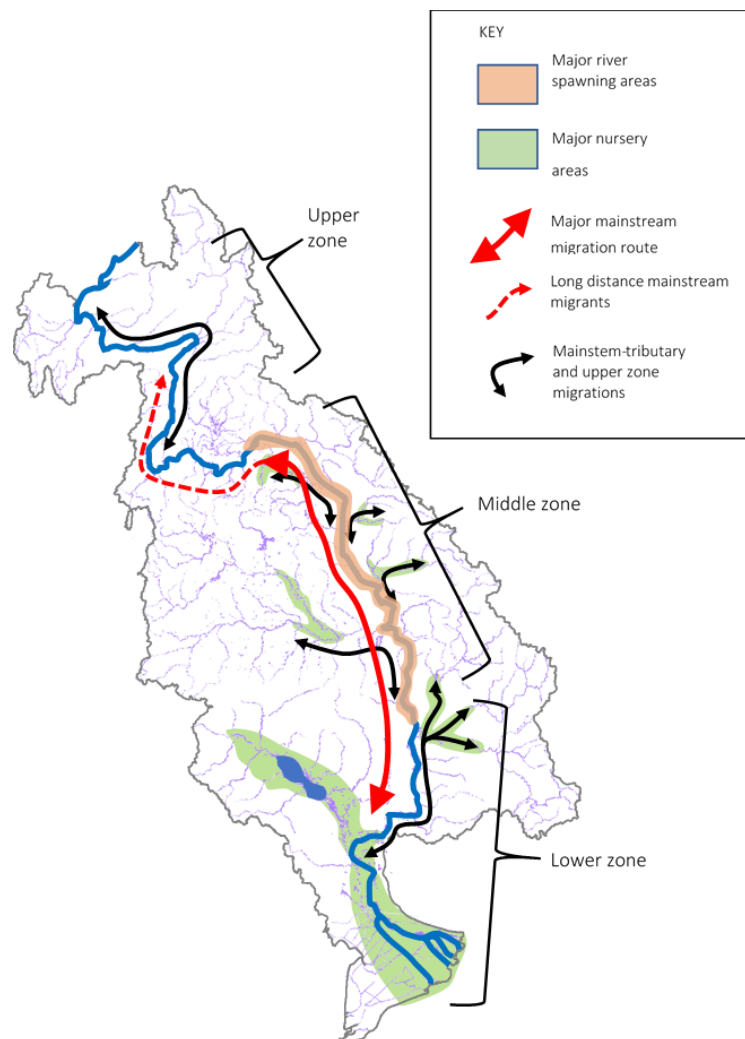 KEY
Major river
spawning areas
Major nursery
areas
Major mainstream
migration route
Long distance mainstream
migrants
Mainstem-tributary
and upper zone
migrations
Upper
zone
Middle zone
Lower zone